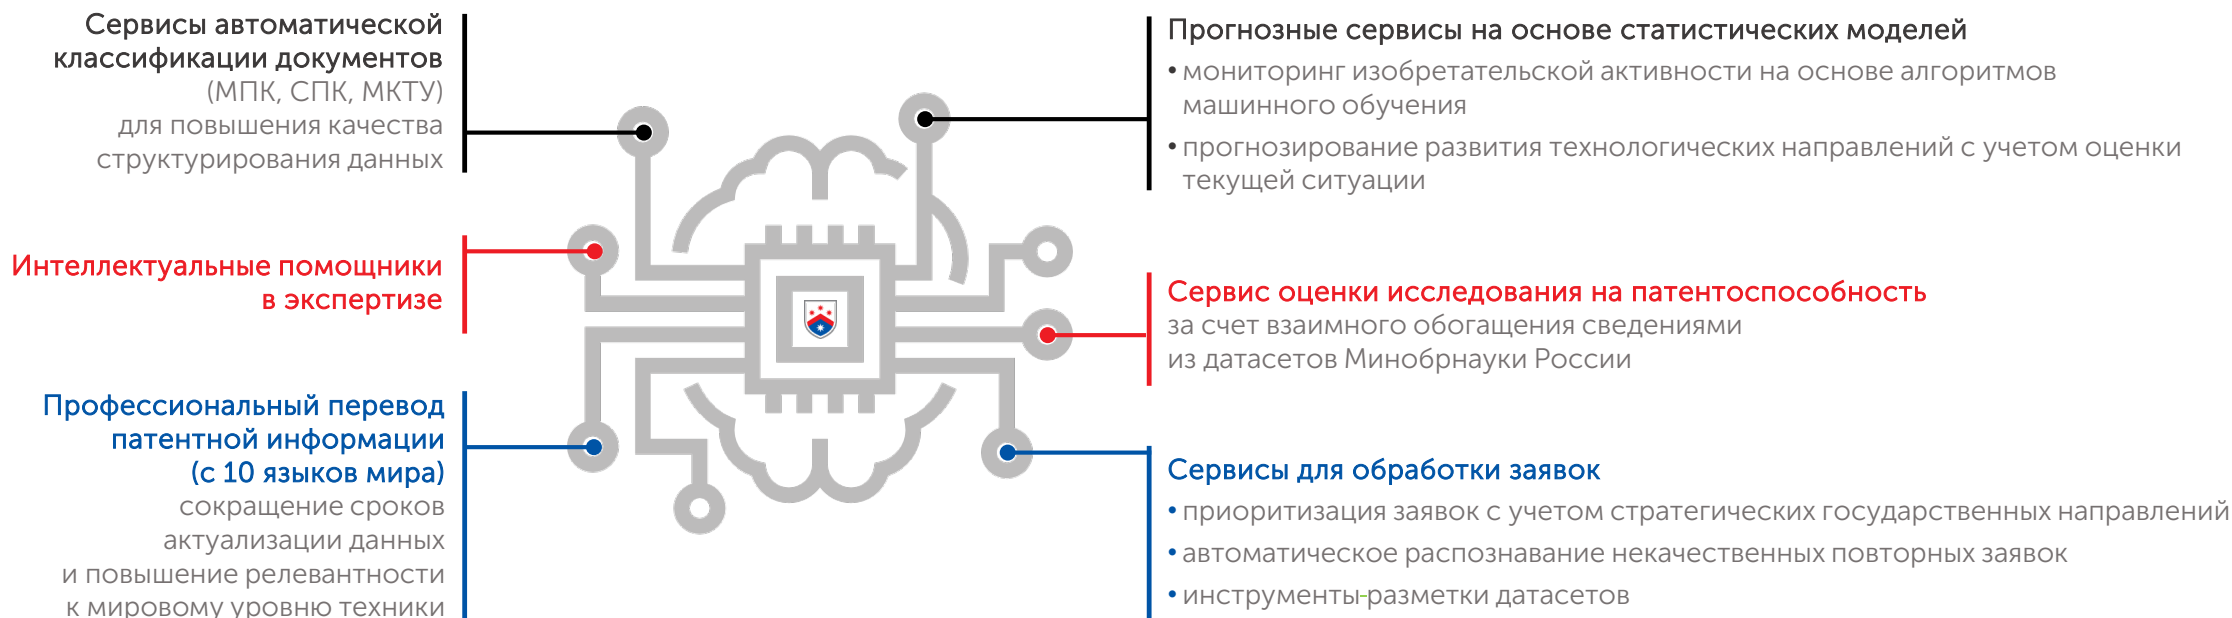 Сервисы автоматической
классификации документов
(МПК, СПК, МКТУ)
для повышения качества
структурирования данных
Интеллектуальные помощники
в экспертизе
Профессиональный перевод
патентной информации
(с 10 языков мира)
сокращение сроков
актуализации данных
и повышение релевантности
к мировому уровню техники
Прогнозные сервисы на основе статистических моделей
• мониторинг изобретательской активности на основе алгоритмов
машинного обучения
• прогнозирование развития технологических направлений с учетом оценки
текущей ситуации
Сервис оценки исследования на патентоспособность
за счет взаимного обогащения сведениями
из датасетов Минобрнауки России
Сервисы для обработки заявок
• приоритизация заявок с учетом стратегических государственных направлений
• автоматическое распознавание некачественных повторных заявок
• инструменты-разметки датасетов